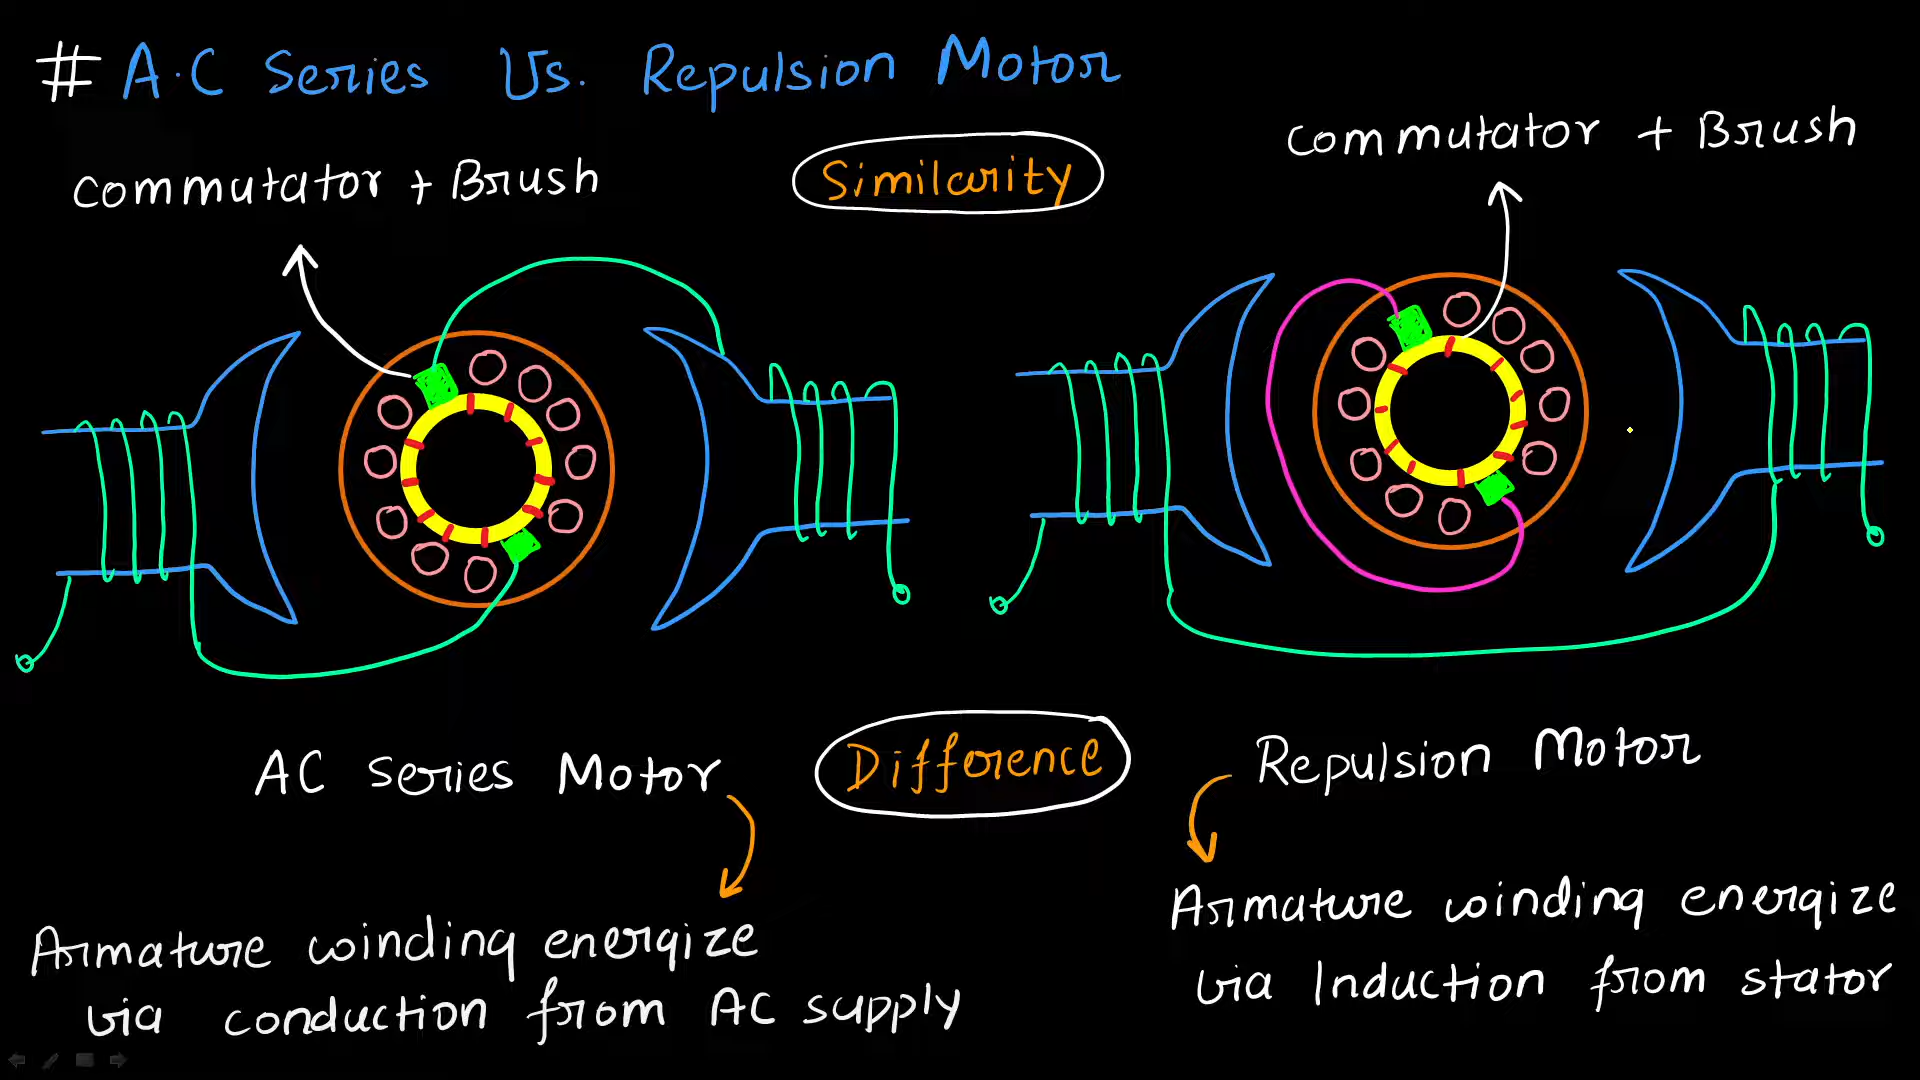 # A.C Series Vs. Repulsion Motor
Commutator + Brush
Similarity
Commutator + Brush
AC Series Motor
Difference
Repulsion Motor
Armature winding energize
via conduction from AC supply
Armature winding energize
via Induction from stator